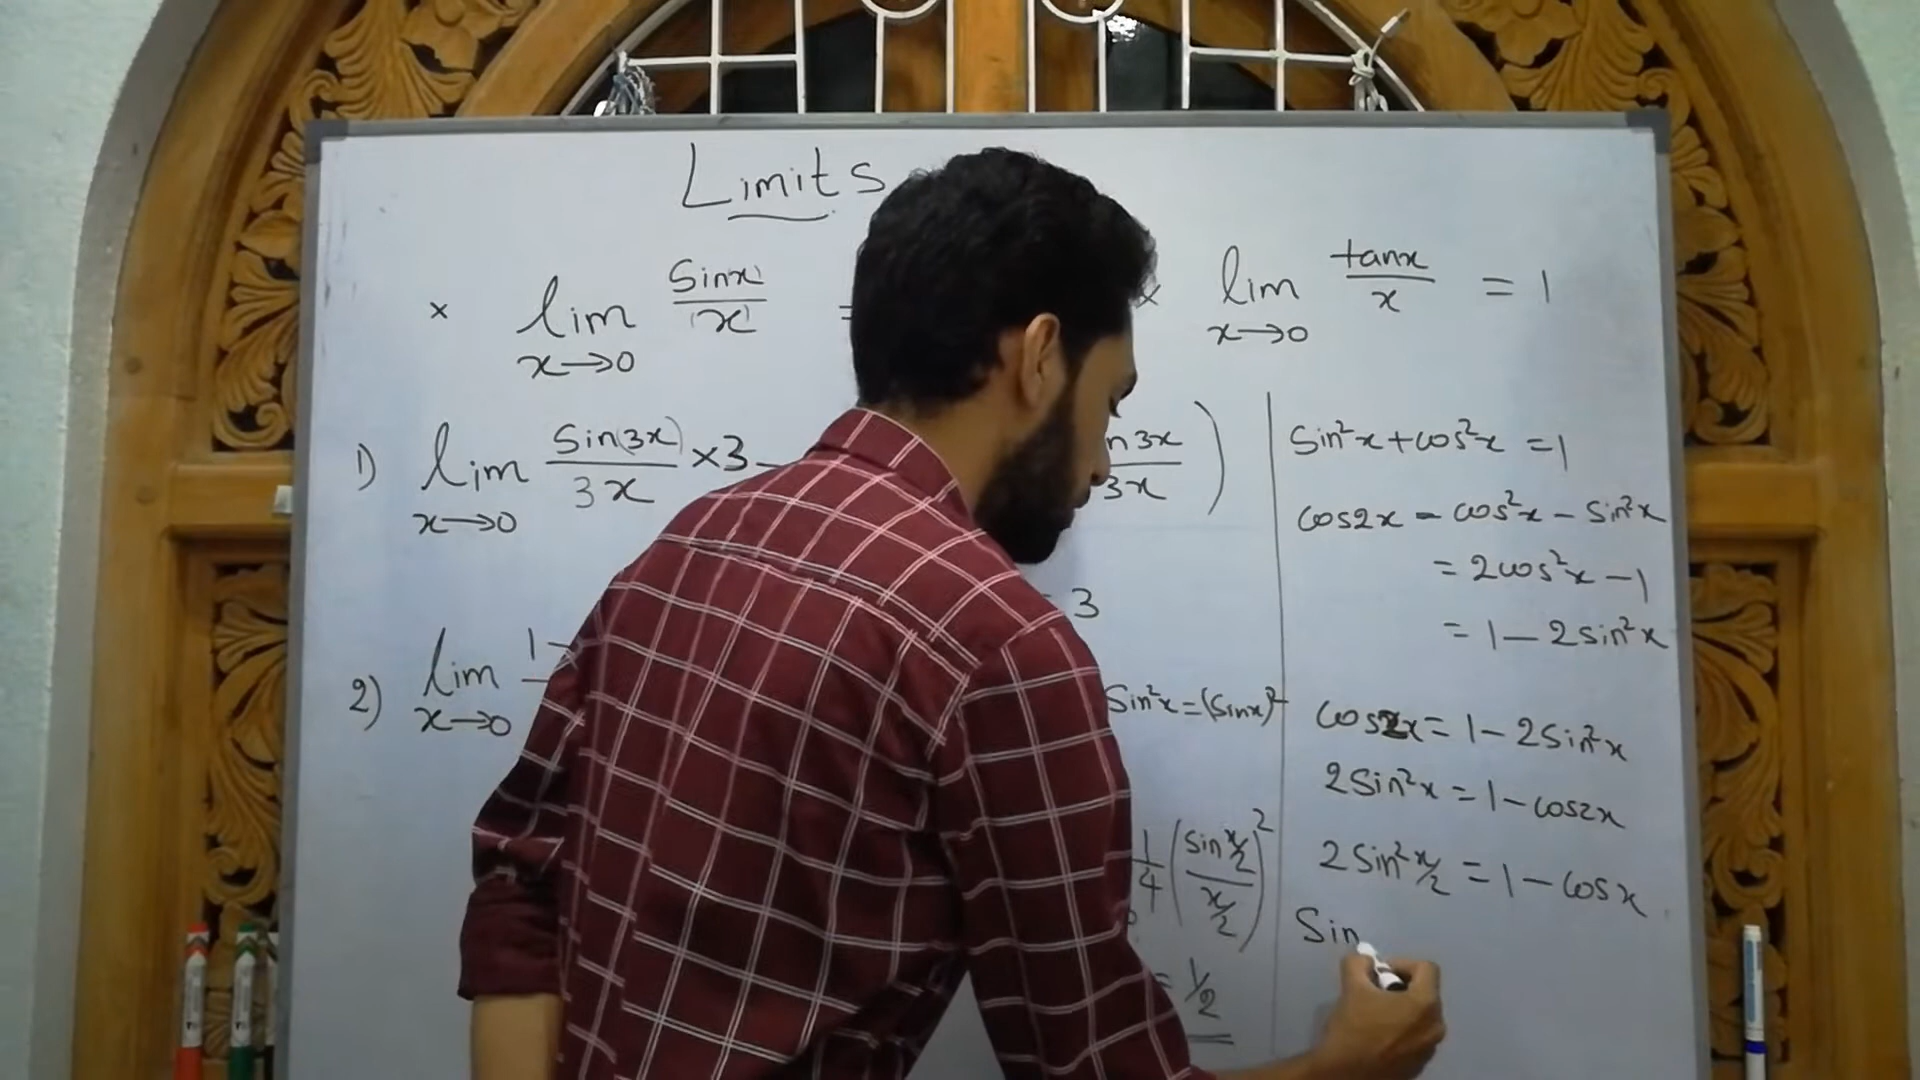 Limits
× lim x→0 sinx/x =
× lim x→0 tanx/x = 1
1) lim x→0 sin(3x)/3x ×3
n3x/3x )
= 3
2) lim x→0 1-
Sin²x = (sinx)²
1/4 (sin x/2 / x/2)²
= 1/2
Sin²x + cos²x = 1
cos2x = cos²x - sin²x
= 2cos²x - 1
= 1 - 2sin²x
cos2x = 1 - 2sin²x
2sin²x = 1 - cos2x
2sin² x/2 = 1 - cosx
Sin